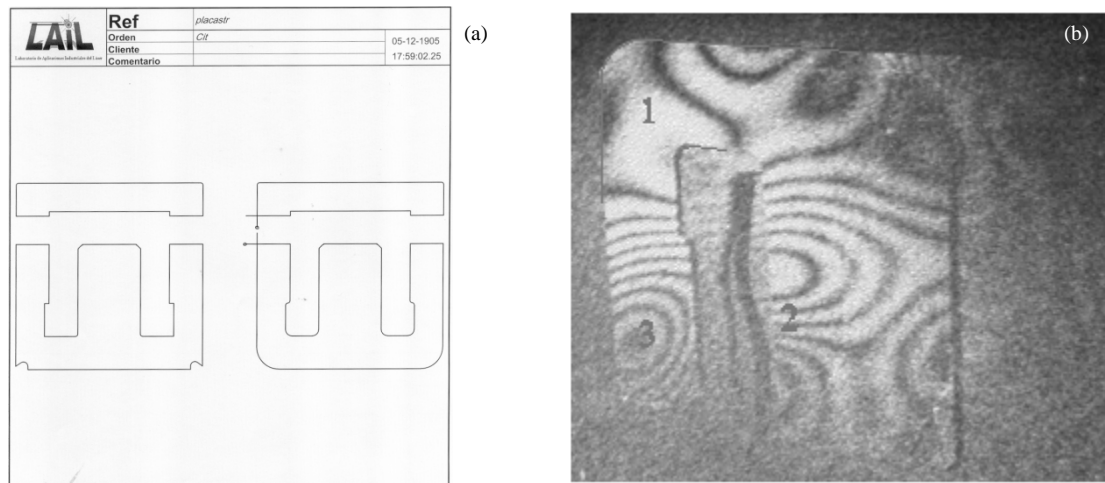 LAIL
Laboratorio de Aplicaciones Industriales del Laser
Ref placastr
Orden Cit
Cliente
Comentario
05-12-1905
17:59:02.25
(a)
(b)
1
2
3